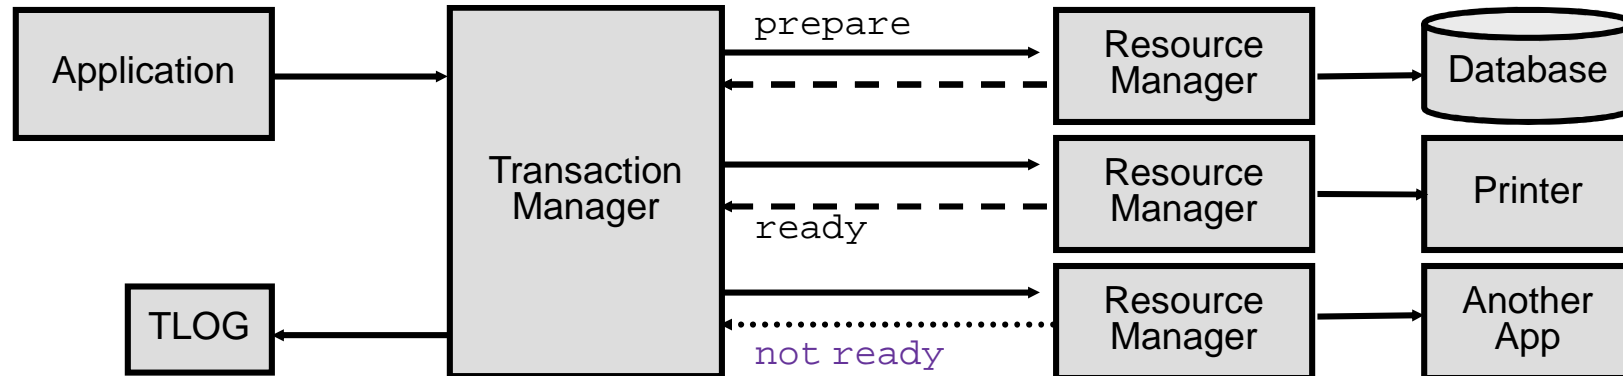 prepare
Application
Resource
Manager
Database
Transaction
Manager
Resource
Manager
Printer
ready
TLOG
Resource
Manager
Another
App
not ready